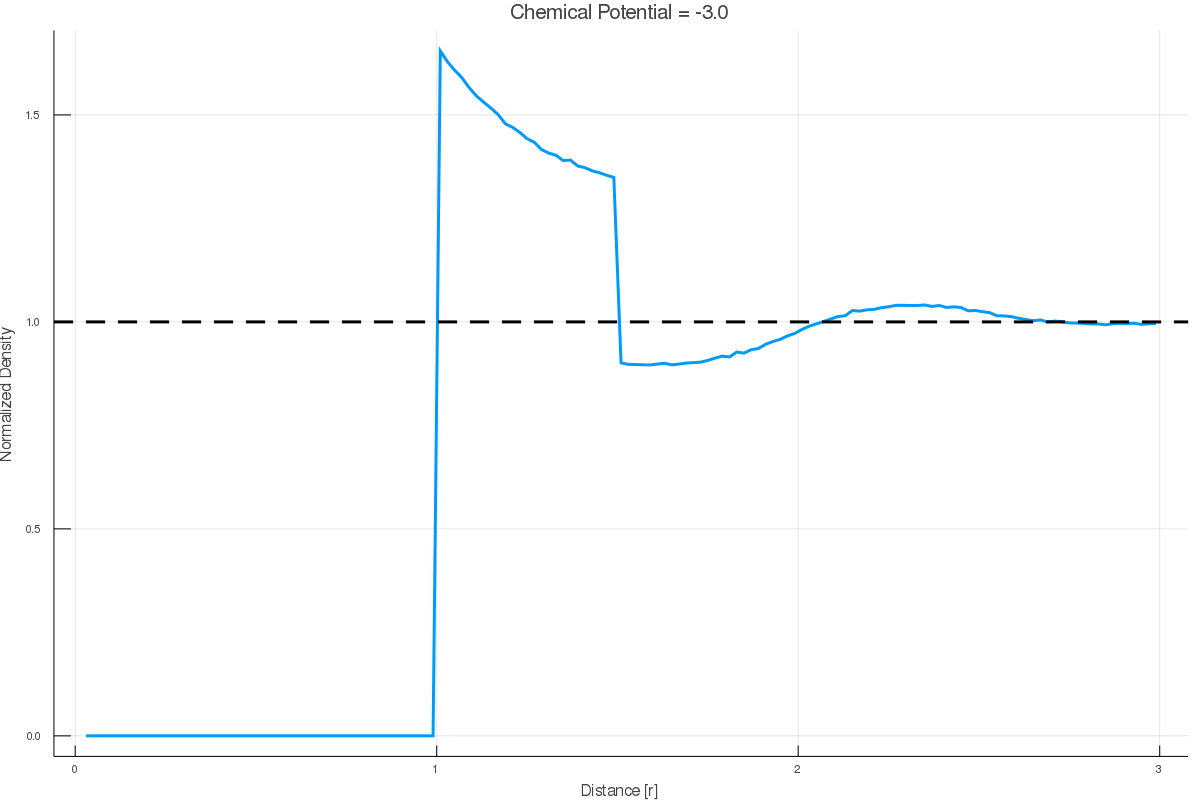 Chemical Potential = -3.0
Normalized Density
1.5
1.0
0.5
0.0
0
1
2
3
Distance [r]